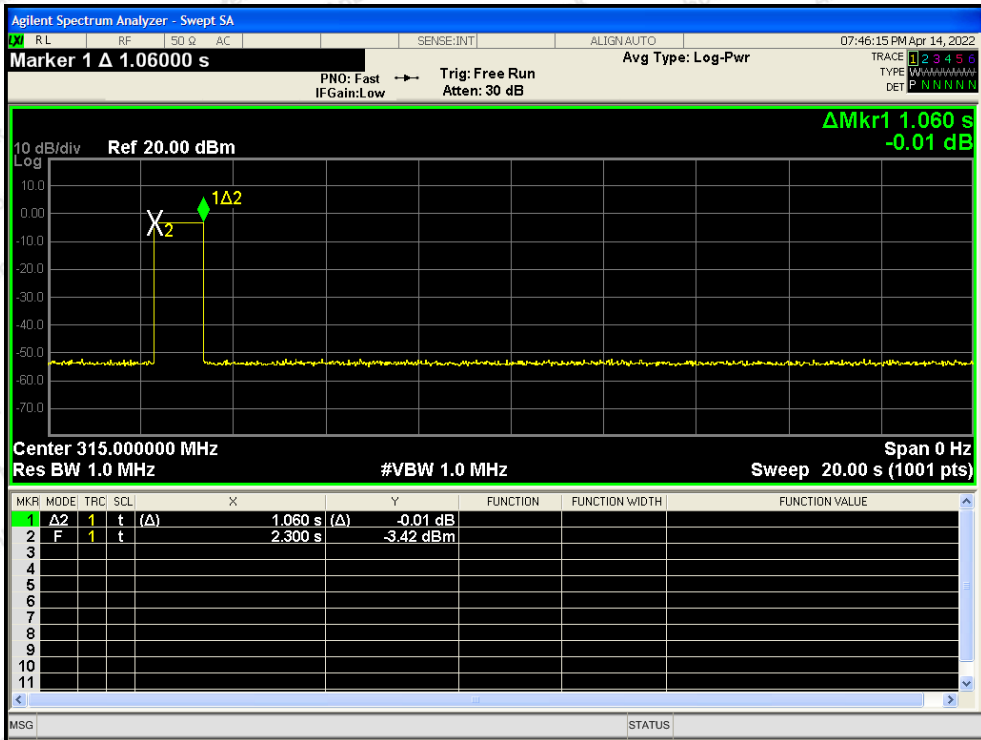 Agilent Spectrum Analyzer - Swept SA
LXI RL RF 50 Ω AC SENSE:INT ALIGN AUTO 07:46:15 PM Apr 14, 2022
Marker 1 Δ 1.06000 s
PNO: Fast
IFGain:Low
Trig: Free Run
Atten: 30 dB
Avg Type: Log-Pwr
TRACE 1 2 3 4 5 6
TYPE WWWWWW
DET P N N N N N
ΔMkr1 1.060 s
-0.01 dB
10 dB/div Ref 20.00 dBm
Log
10.0
0.00
-10.0
-20.0
-30.0
-40.0
-50.0
-60.0
-70.0
1Δ2
X2
Center 315.000000 MHz Span 0 Hz
Res BW 1.0 MHz #VBW 1.0 MHz Sweep 20.00 s (1001 pts)
MKR MODE TRC SCL X Y FUNCTION FUNCTION WIDTH FUNCTION VALUE
1 Δ2 1 t (Δ) 1.060 s (Δ) -0.01 dB
2 F 1 t 2.300 s -3.42 dBm
3
4
5
6
7
8
9
10
11
MSG STATUS